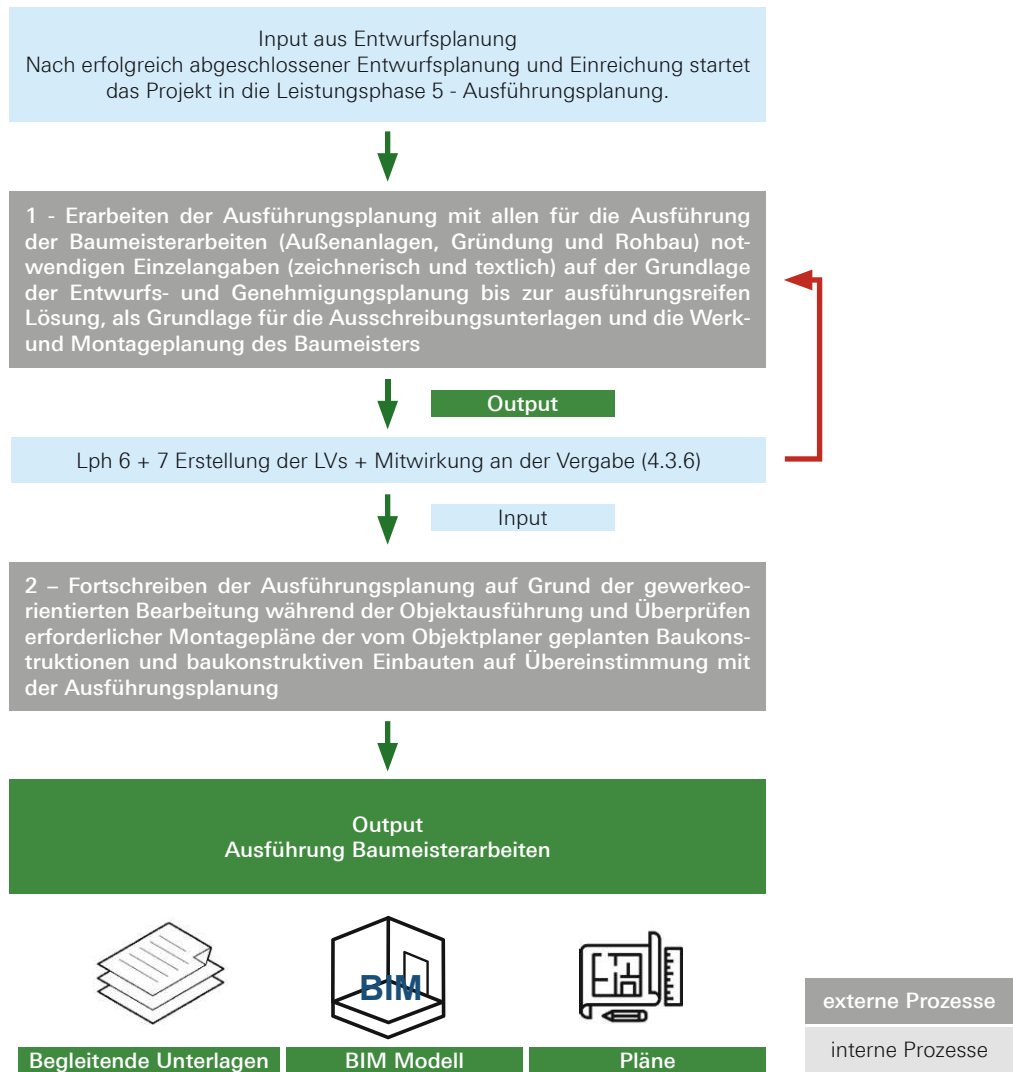 Input aus Entwurfsplanung
Nach erfolgreich abgeschlossener Entwurfsplanung und Einreichung startet
das Projekt in die Leistungsphase 5 - Ausführungsplanung.
1 - Erarbeiten der Ausführungsplanung mit allen für die Ausführung
der Baumeisterarbeiten (Außenanlagen, Gründung und Rohbau) not-
wendigen Einzelangaben (zeichnerisch und textlich) auf der Grundlage
der Entwurfs- und Genehmigungsplanung bis zur ausführungsreifen
Lösung, als Grundlage für die Ausschreibungsunterlagen und die Werk-
und Montageplanung des Baumeisters
Output
Lph 6 + 7 Erstellung der LVs + Mitwirkung an der Vergabe (4.3.6)
Input
2 – Fortschreiben der Ausführungsplanung auf Grund der gewerkeo-
rientierten Bearbeitung während der Objektausführung und Überprüfen
erforderlicher Montagepläne der vom Objektplaner geplanten Baukons-
truktionen und baukonstruktiven Einbauten auf Übereinstimmung mit
der Ausführungsplanung
Output
Ausführung Baumeisterarbeiten
BIM
Begleitende Unterlagen
BIM Modell
Pläne
externe Prozesse
interne Prozesse